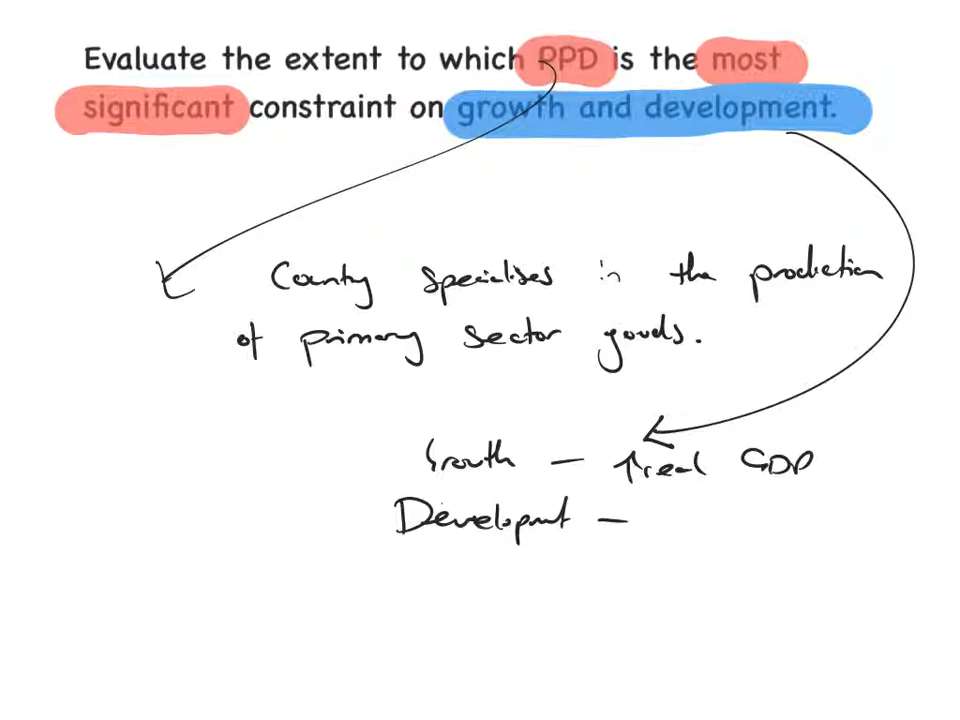 Evaluate the extent to which PPD is the most
significant constraint on growth and development.
Country specialises in the production
of primary sector goods.
Growth – ↑real GDP
Development –